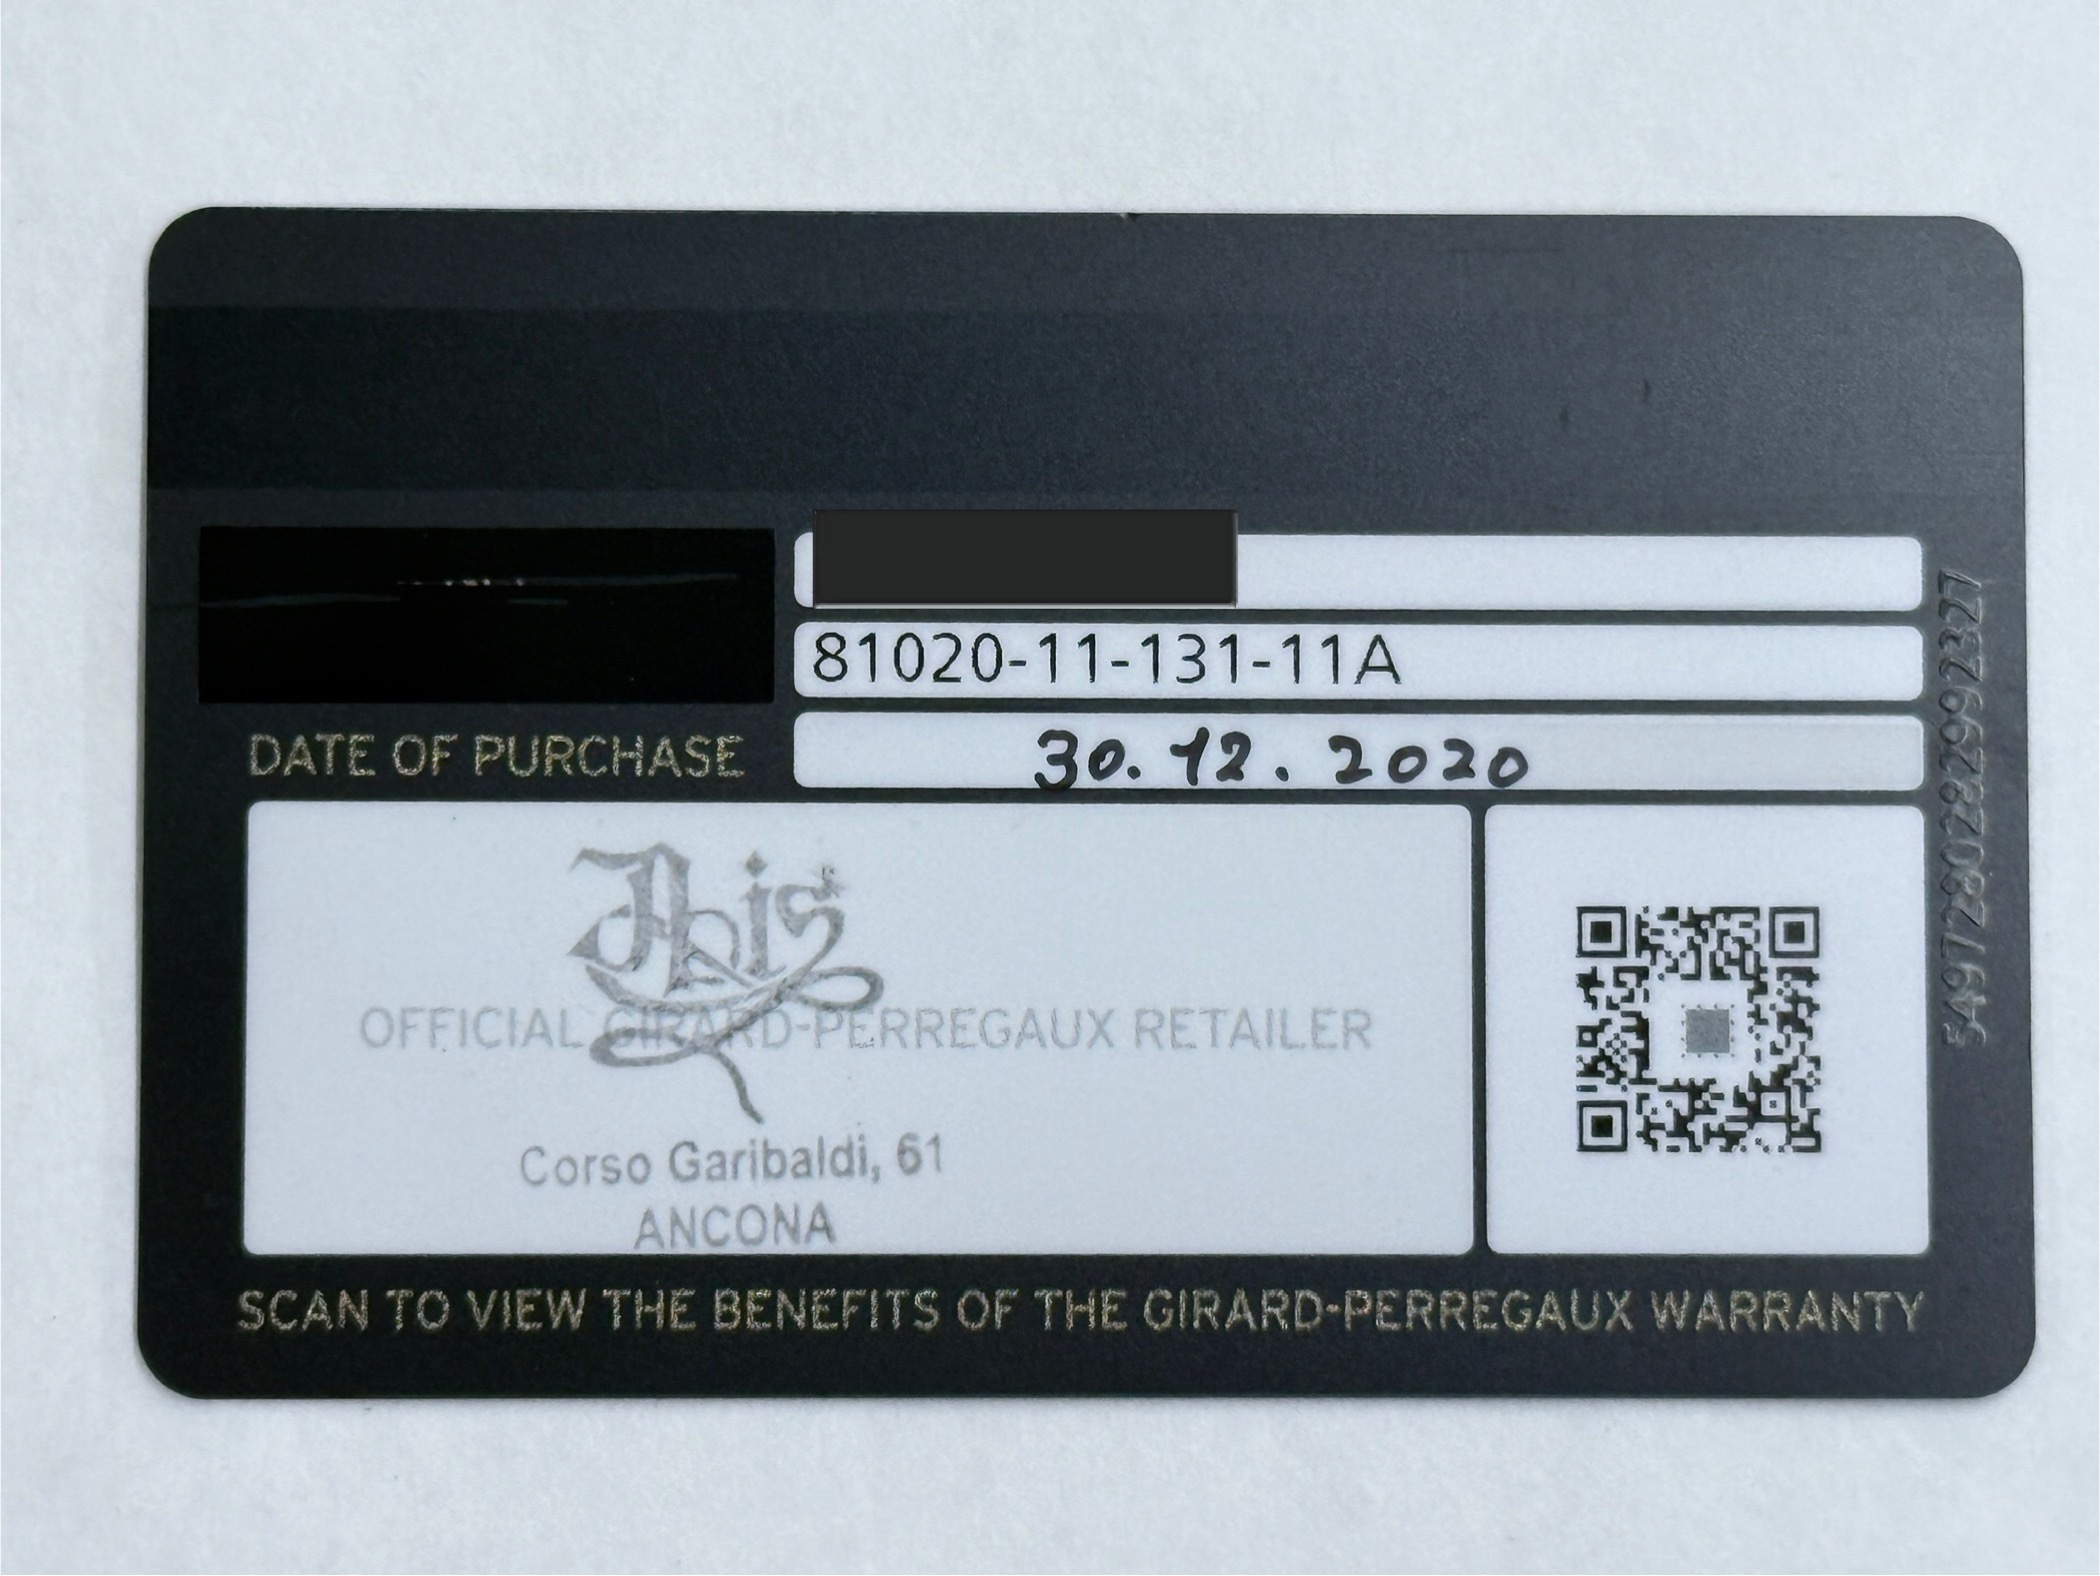 81020-11-131-11A
DATE OF PURCHASE 30.12.2020
Apis
OFFICIAL GIRARD-PERREGAUX RETAILER
Corso Garibaldi, 61
ANCONA
SCAN TO VIEW THE BENEFITS OF THE GIRARD-PERREGAUX WARRANTY